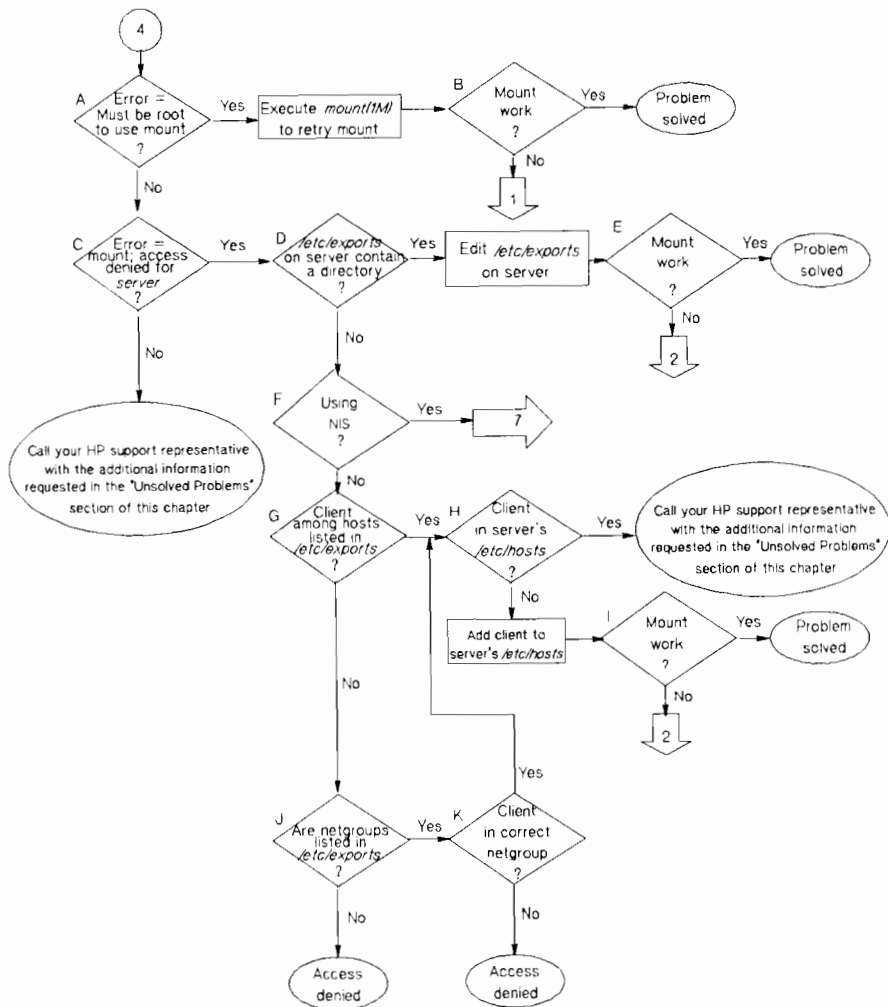 4
A
Error =
Must be root
to use mount
?
Yes
Execute mount(1M)
to retry mount
B
Mount
work
?
Yes
Problem
solved
No
1
No
C
Error =
mount; access
denied for
server
?
Yes
D
/etc/exports
on server contain
a directory
?
Yes
Edit /etc/exports
on server
E
Mount
work
?
Yes
Problem
solved
No
2
No
Call your HP support representative
with the additional information
requested in the "Unsolved Problems"
section of this chapter
No
F
Using
NIS
?
Yes
7
No
G
Client
among hosts
listed in
/etc/exports
?
Yes
H
Client
in server's
/etc/hosts
?
Yes
Call your HP support representative
with the additional information
requested in the "Unsolved Problems"
section of this chapter
No
Add client to
server's /etc/hosts
I
Mount
work
?
Yes
Problem
solved
No
2
No
J
Are netgroups
listed in
/etc/exports
?
Yes
K
Client
in correct
netgroup
?
Yes
No
Access
denied
No
Access
denied